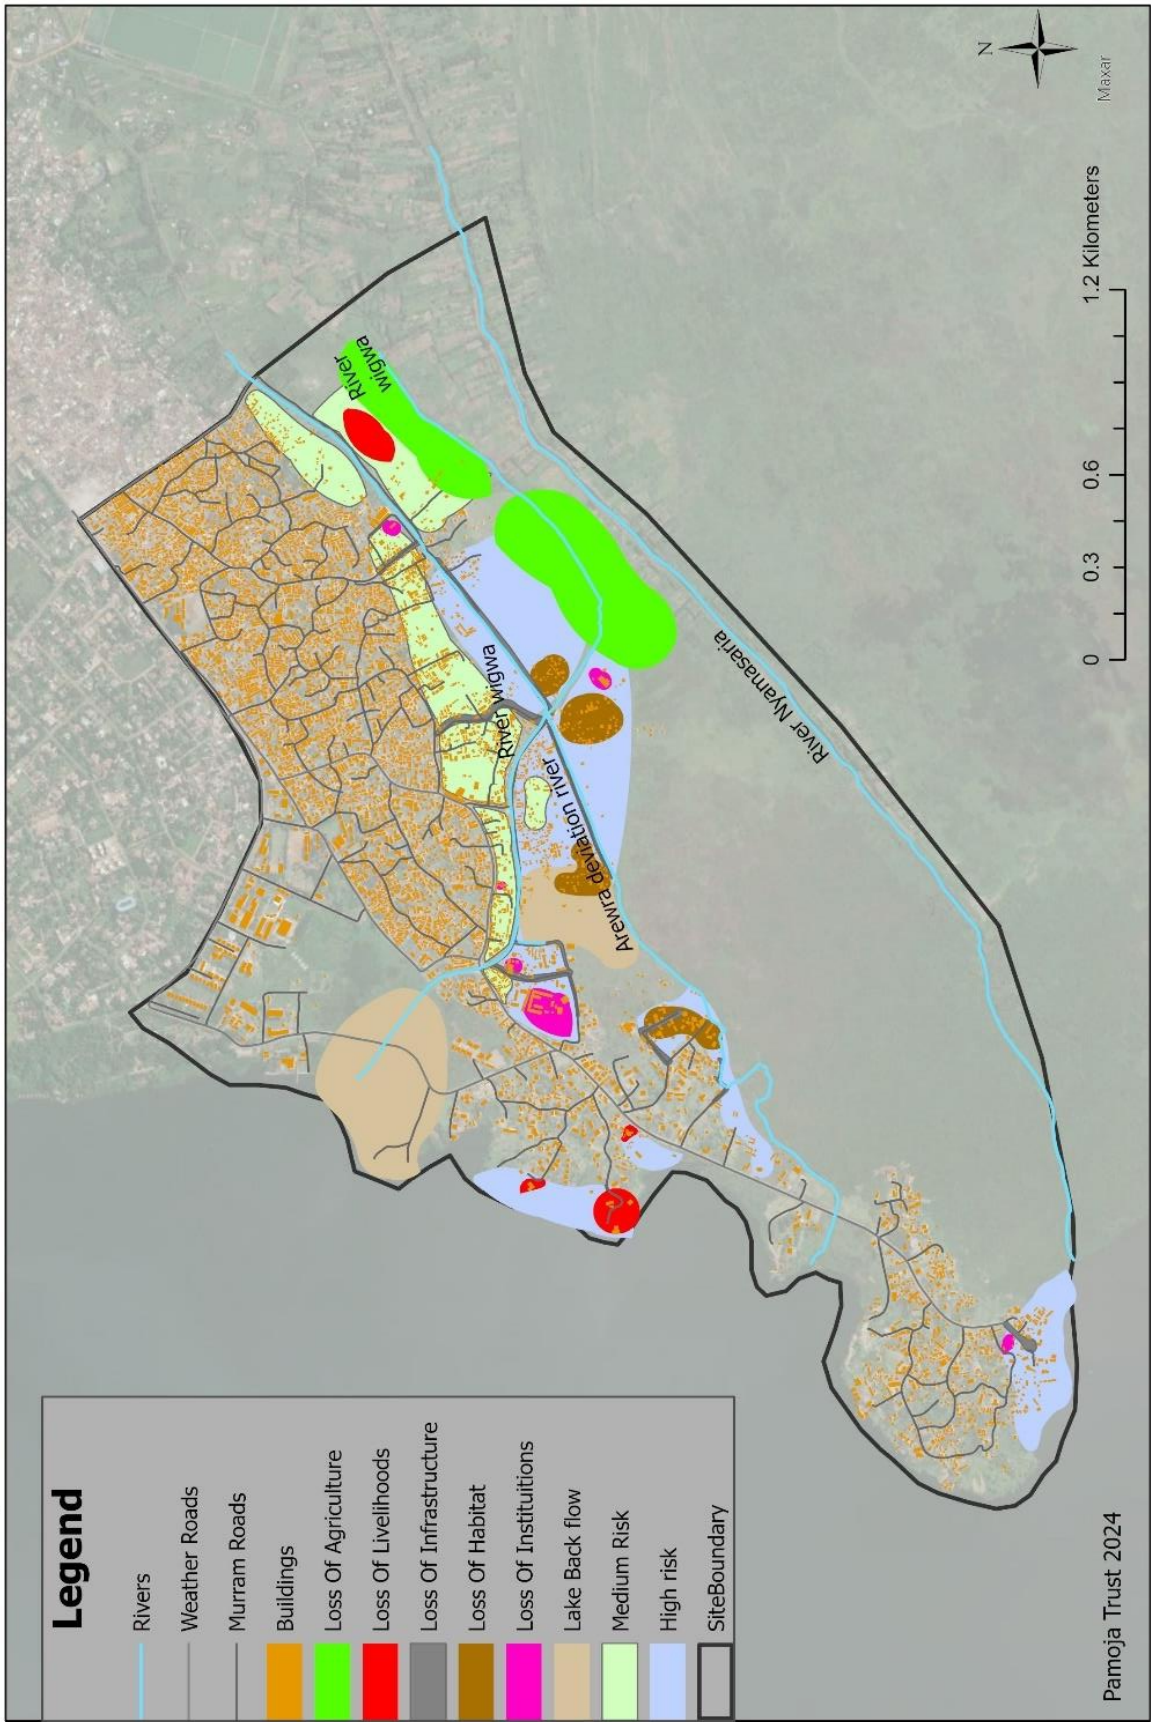 N
Maxar
River
wigwa
River wigwa
Arewra deviation river
River Nyamasaria
0 0.3 0.6 1.2 Kilometers
Legend
Rivers
Weather Roads
Murram Roads
Buildings
Loss Of Agriculture
Loss Of Livelihoods
Loss Of Infrastructure
Loss Of Habitat
Loss Of Instituitions
Lake Back flow
Medium Risk
High risk
SiteBoundary
Pamoja Trust 2024